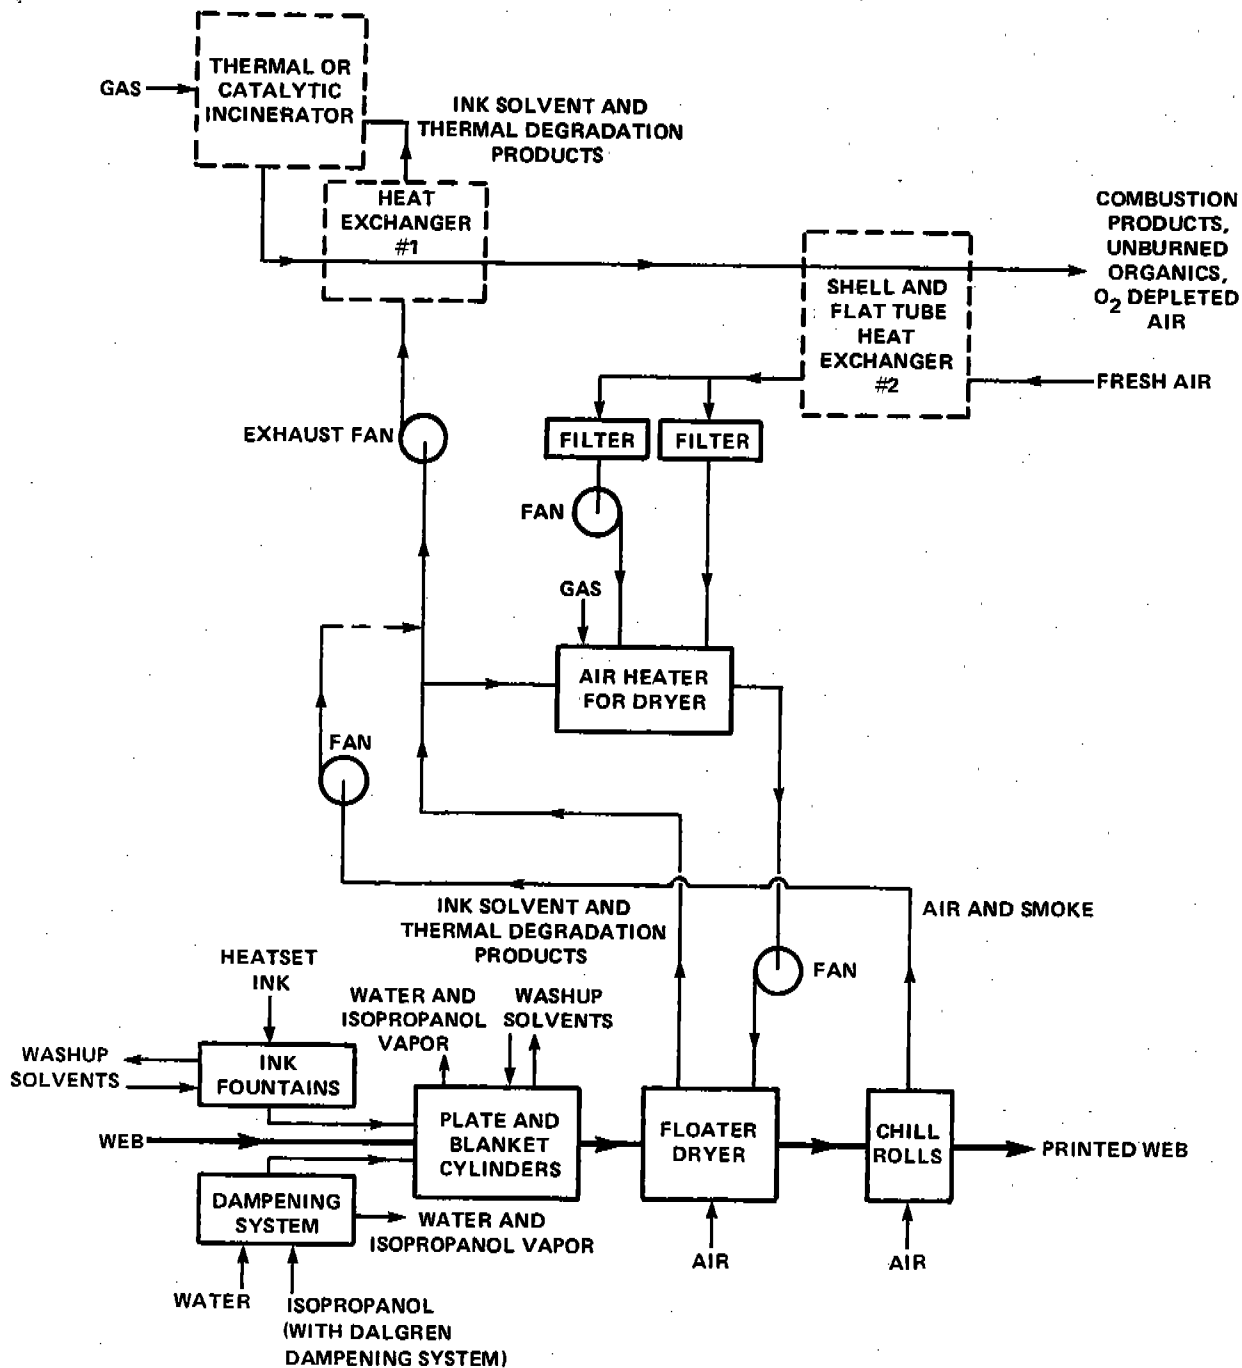 THERMAL OR
CATALYTIC
INCINERATOR
GAS
INK SOLVENT AND
THERMAL DEGRADATION
PRODUCTS
HEAT
EXCHANGER
#1
COMBUSTION
PRODUCTS,
UNBURNED
ORGANICS,
O2 DEPLETED
AIR
SHELL AND
FLAT TUBE
HEAT
EXCHANGER
#2
FRESH AIR
EXHAUST FAN
FILTER
FILTER
FAN
GAS
AIR HEATER
FOR DRYER
FAN
AIR AND SMOKE
INK SOLVENT AND
THERMAL DEGRADATION
PRODUCTS
FAN
HEATSET
INK
WATER AND
ISOPROPANOL
VAPOR
WASHUP
SOLVENTS
WASHUP
SOLVENTS
INK
FOUNTAINS
PLATE AND
BLANKET
CYLINDERS
FLOATER
DRYER
CHILL
ROLLS
WEB
PRINTED WEB
DAMPENING
SYSTEM
WATER AND
ISOPROPANOL VAPOR
AIR
AIR
WATER
ISOPROPANOL
(WITH DALGREN
DAMPENING SYSTEM)